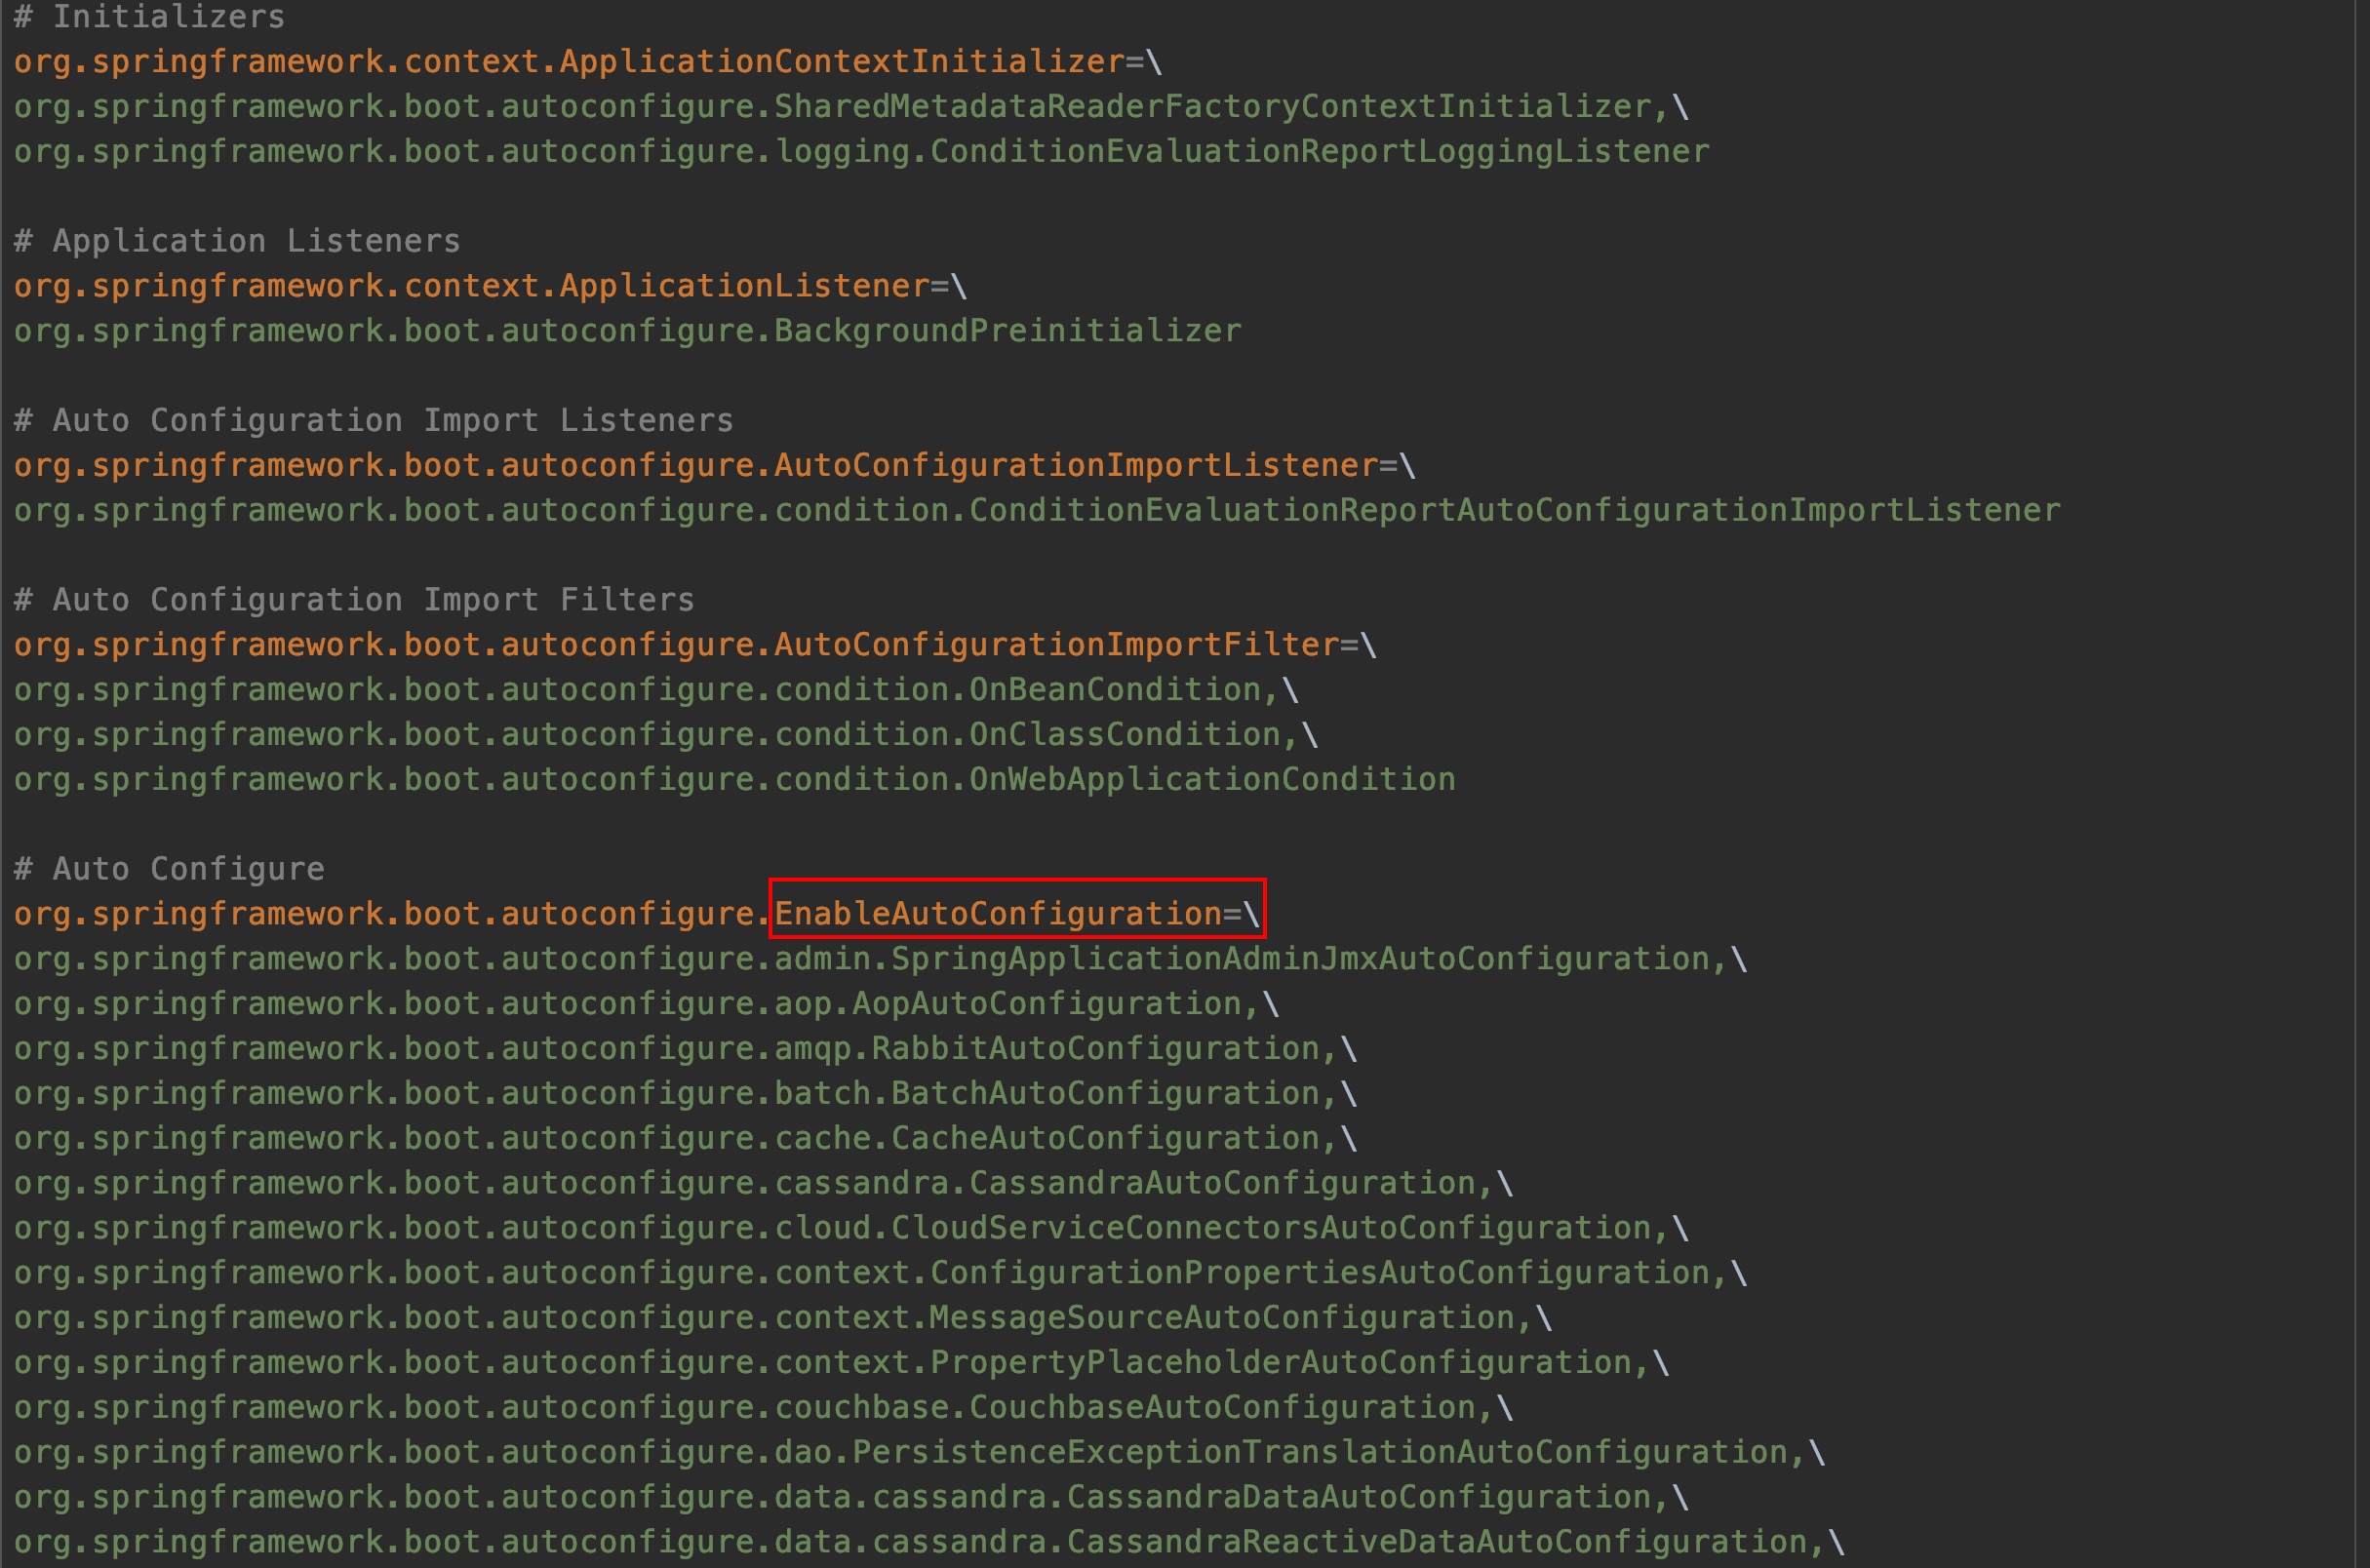 # Initializers
org.springframework.context.ApplicationContextInitializer=\
org.springframework.boot.autoconfigure.SharedMetadataReaderFactoryContextInitializer,\
org.springframework.boot.autoconfigure.logging.ConditionEvaluationReportLoggingListener
# Application Listeners
org.springframework.context.ApplicationListener=\
org.springframework.boot.autoconfigure.BackgroundPreinitializer
# Auto Configuration Import Listeners
org.springframework.boot.autoconfigure.AutoConfigurationImportListener=\
org.springframework.boot.autoconfigure.condition.ConditionEvaluationReportAutoConfigurationImportListener
# Auto Configuration Import Filters
org.springframework.boot.autoconfigure.AutoConfigurationImportFilter=\
org.springframework.boot.autoconfigure.condition.OnBeanCondition,\
org.springframework.boot.autoconfigure.condition.OnClassCondition,\
org.springframework.boot.autoconfigure.condition.OnWebApplicationCondition
# Auto Configure
org.springframework.boot.autoconfigure.EnableAutoConfiguration=\
org.springframework.boot.autoconfigure.admin.SpringApplicationAdminJmxAutoConfiguration,\
org.springframework.boot.autoconfigure.aop.AopAutoConfiguration,\
org.springframework.boot.autoconfigure.amqp.RabbitAutoConfiguration,\
org.springframework.boot.autoconfigure.batch.BatchAutoConfiguration,\
org.springframework.boot.autoconfigure.cache.CacheAutoConfiguration,\
org.springframework.boot.autoconfigure.cassandra.CassandraAutoConfiguration,\
org.springframework.boot.autoconfigure.cloud.CloudServiceConnectorsAutoConfiguration,\
org.springframework.boot.autoconfigure.context.ConfigurationPropertiesAutoConfiguration,\
org.springframework.boot.autoconfigure.context.MessageSourceAutoConfiguration,\
org.springframework.boot.autoconfigure.context.PropertyPlaceholderAutoConfiguration,\
org.springframework.boot.autoconfigure.couchbase.CouchbaseAutoConfiguration,\
org.springframework.boot.autoconfigure.dao.PersistenceExceptionTranslationAutoConfiguration,\
org.springframework.boot.autoconfigure.data.cassandra.CassandraDataAutoConfiguration,\
org.springframework.boot.autoconfigure.data.cassandra.CassandraReactiveDataAutoConfiguration,\